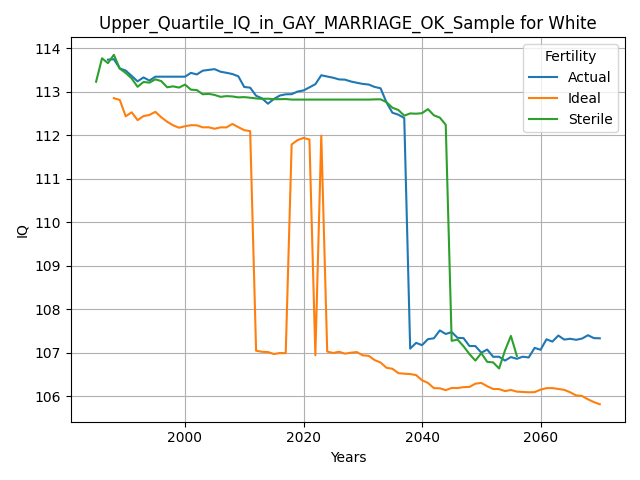 Upper_Quartile_IQ_in_GAY_MARRIAGE_OK_Sample for White
114
113
112
111
110
109
108
107
106
IQ
2000
2020
2040
2060
Years
Fertility
Actual
Ideal
Sterile